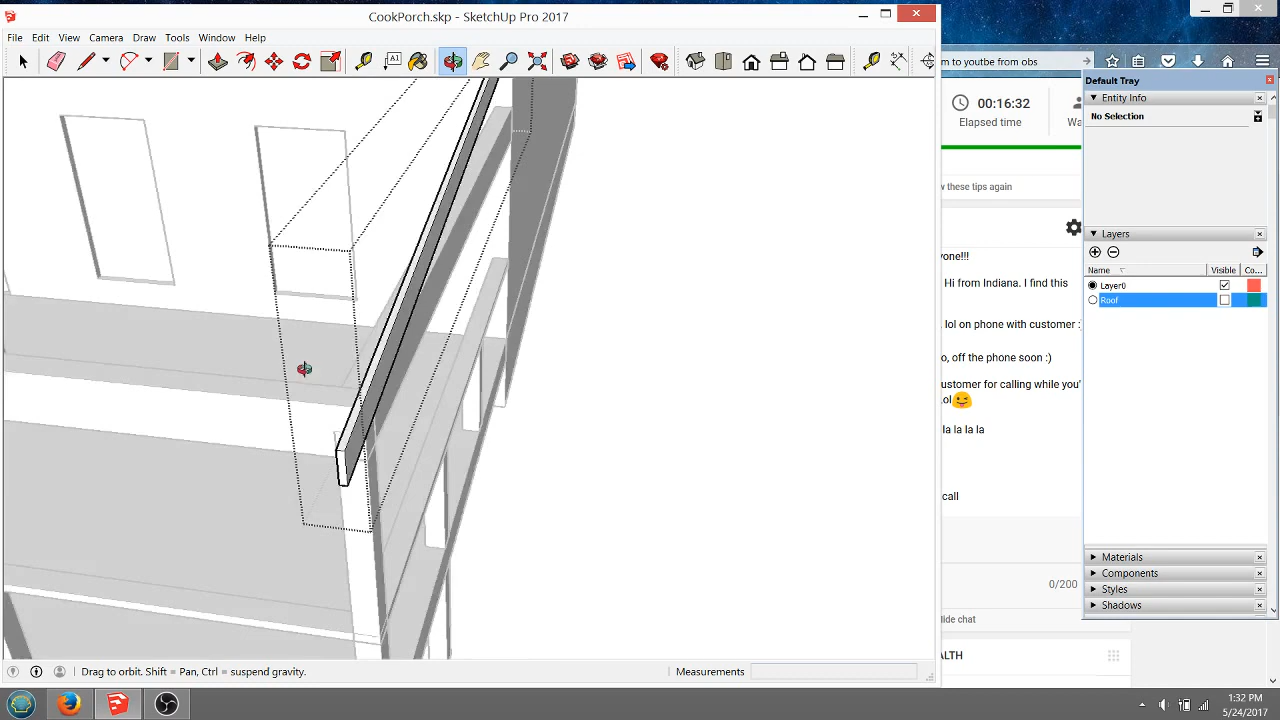 CookPorch.skp - SketchUp Pro 2017
File Edit View Camera Draw Tools Window Help
A1
m to youtbe from obs
Default Tray
Entity Info
No Selection
00:16:32
Elapsed time
Wa
w these tips again
Layers
Name Visible Co...
Layer0
Roof
yone!!!
Hi from Indiana. I find this
lol on phone with customer :
o, off the phone soon :)
ustomer for calling while you'
.ol
la la la la
call
0/200
lide chat
ALTH
Materials
Components
Styles
Shadows
Drag to orbit. Shift = Pan, Ctrl = suspend gravity.
Measurements
1:32 PM
5/24/2017